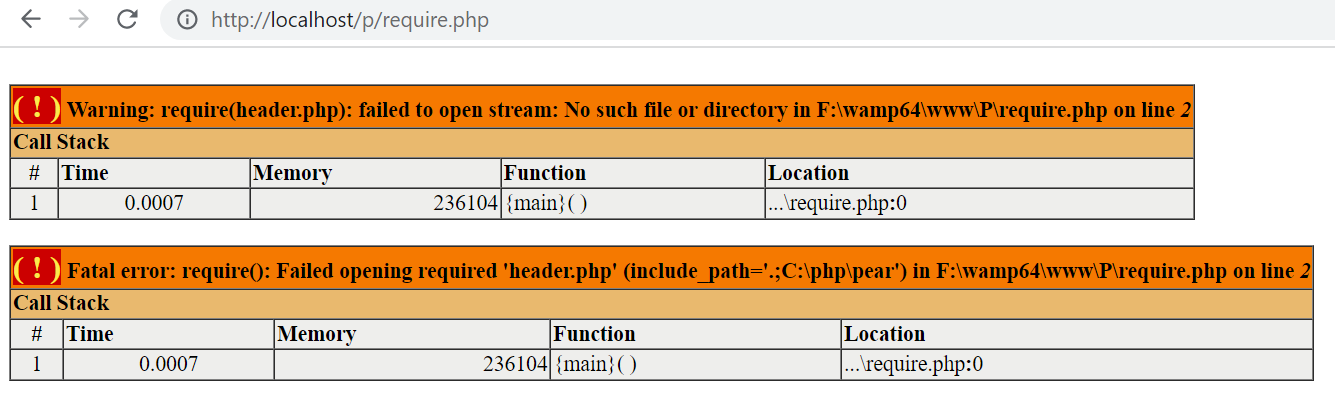 http://localhost/p/require.php
( ! ) Warning: require(header.php): failed to open stream: No such file or directory in F:\wamp64\www\P\require.php on line 2
Call Stack
# Time Memory Function Location
1 0.0007 236104 {main}( ) ...\require.php:0
( ! ) Fatal error: require(): Failed opening required 'header.php' (include_path='.;C:\php\pear') in F:\wamp64\www\P\require.php on line 2
Call Stack
# Time Memory Function Location
1 0.0007 236104 {main}( ) ...\require.php:0